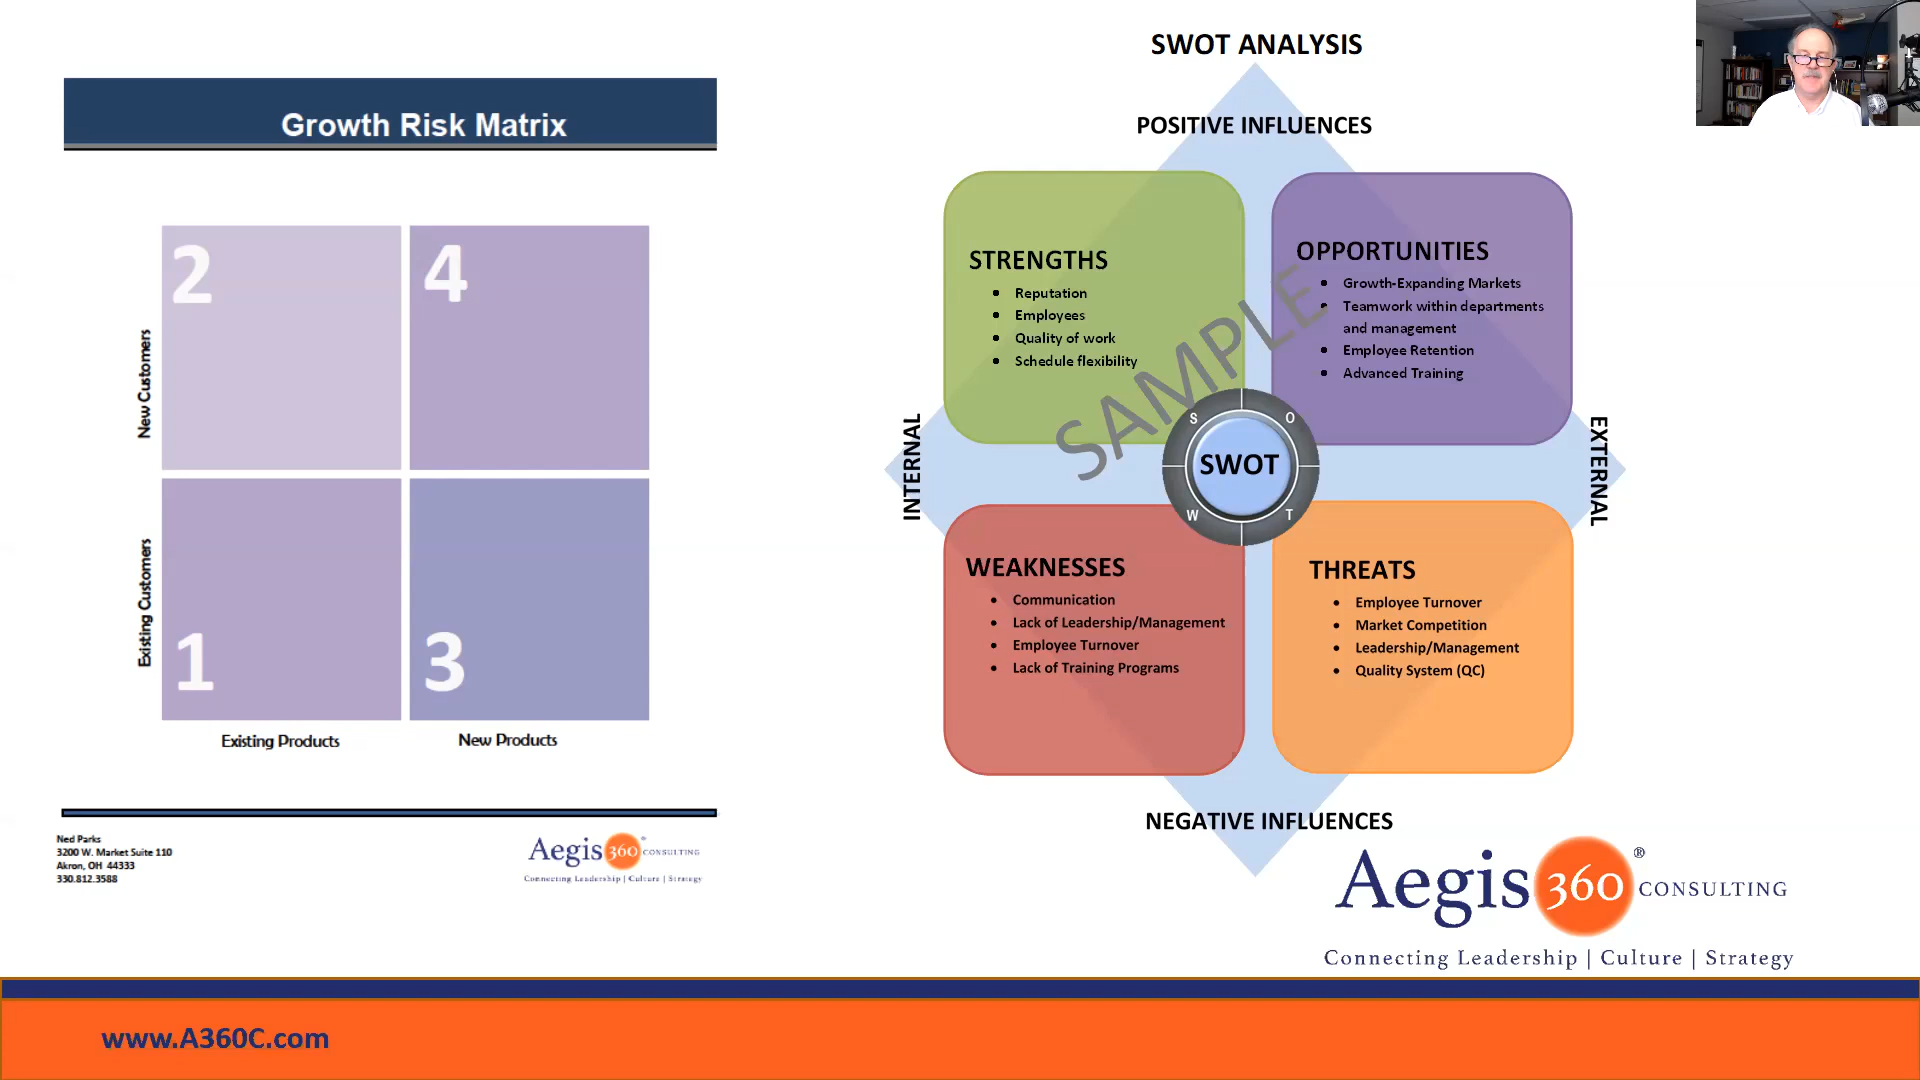 Growth Risk Matrix
2
4
New Customers
Existing Customers
1
3
Existing Products
New Products
Ned Parks
3200 W. Market Suite 110
Akron, OH 44333
330.812.3588
Aegis 360 CONSULTING
Connecting Leadership | Culture | Strategy
SWOT ANALYSIS
POSITIVE INFLUENCES
STRENGTHS
• Reputation
• Employees
• Quality of work
• Schedule flexibility
OPPORTUNITIES
• Growth-Expanding Markets
• Teamwork within departments
and management
• Employee Retention
• Advanced Training
SAMPLE
INTERNAL
EXTERNAL
S
O
SWOT
W
T
WEAKNESSES
• Communication
• Lack of Leadership/Management
• Employee Turnover
• Lack of Training Programs
THREATS
• Employee Turnover
• Market Competition
• Leadership/Management
• Quality System (QC)
NEGATIVE INFLUENCES
Aegis 360® CONSULTING
Connecting Leadership | Culture | Strategy
www.A360C.com